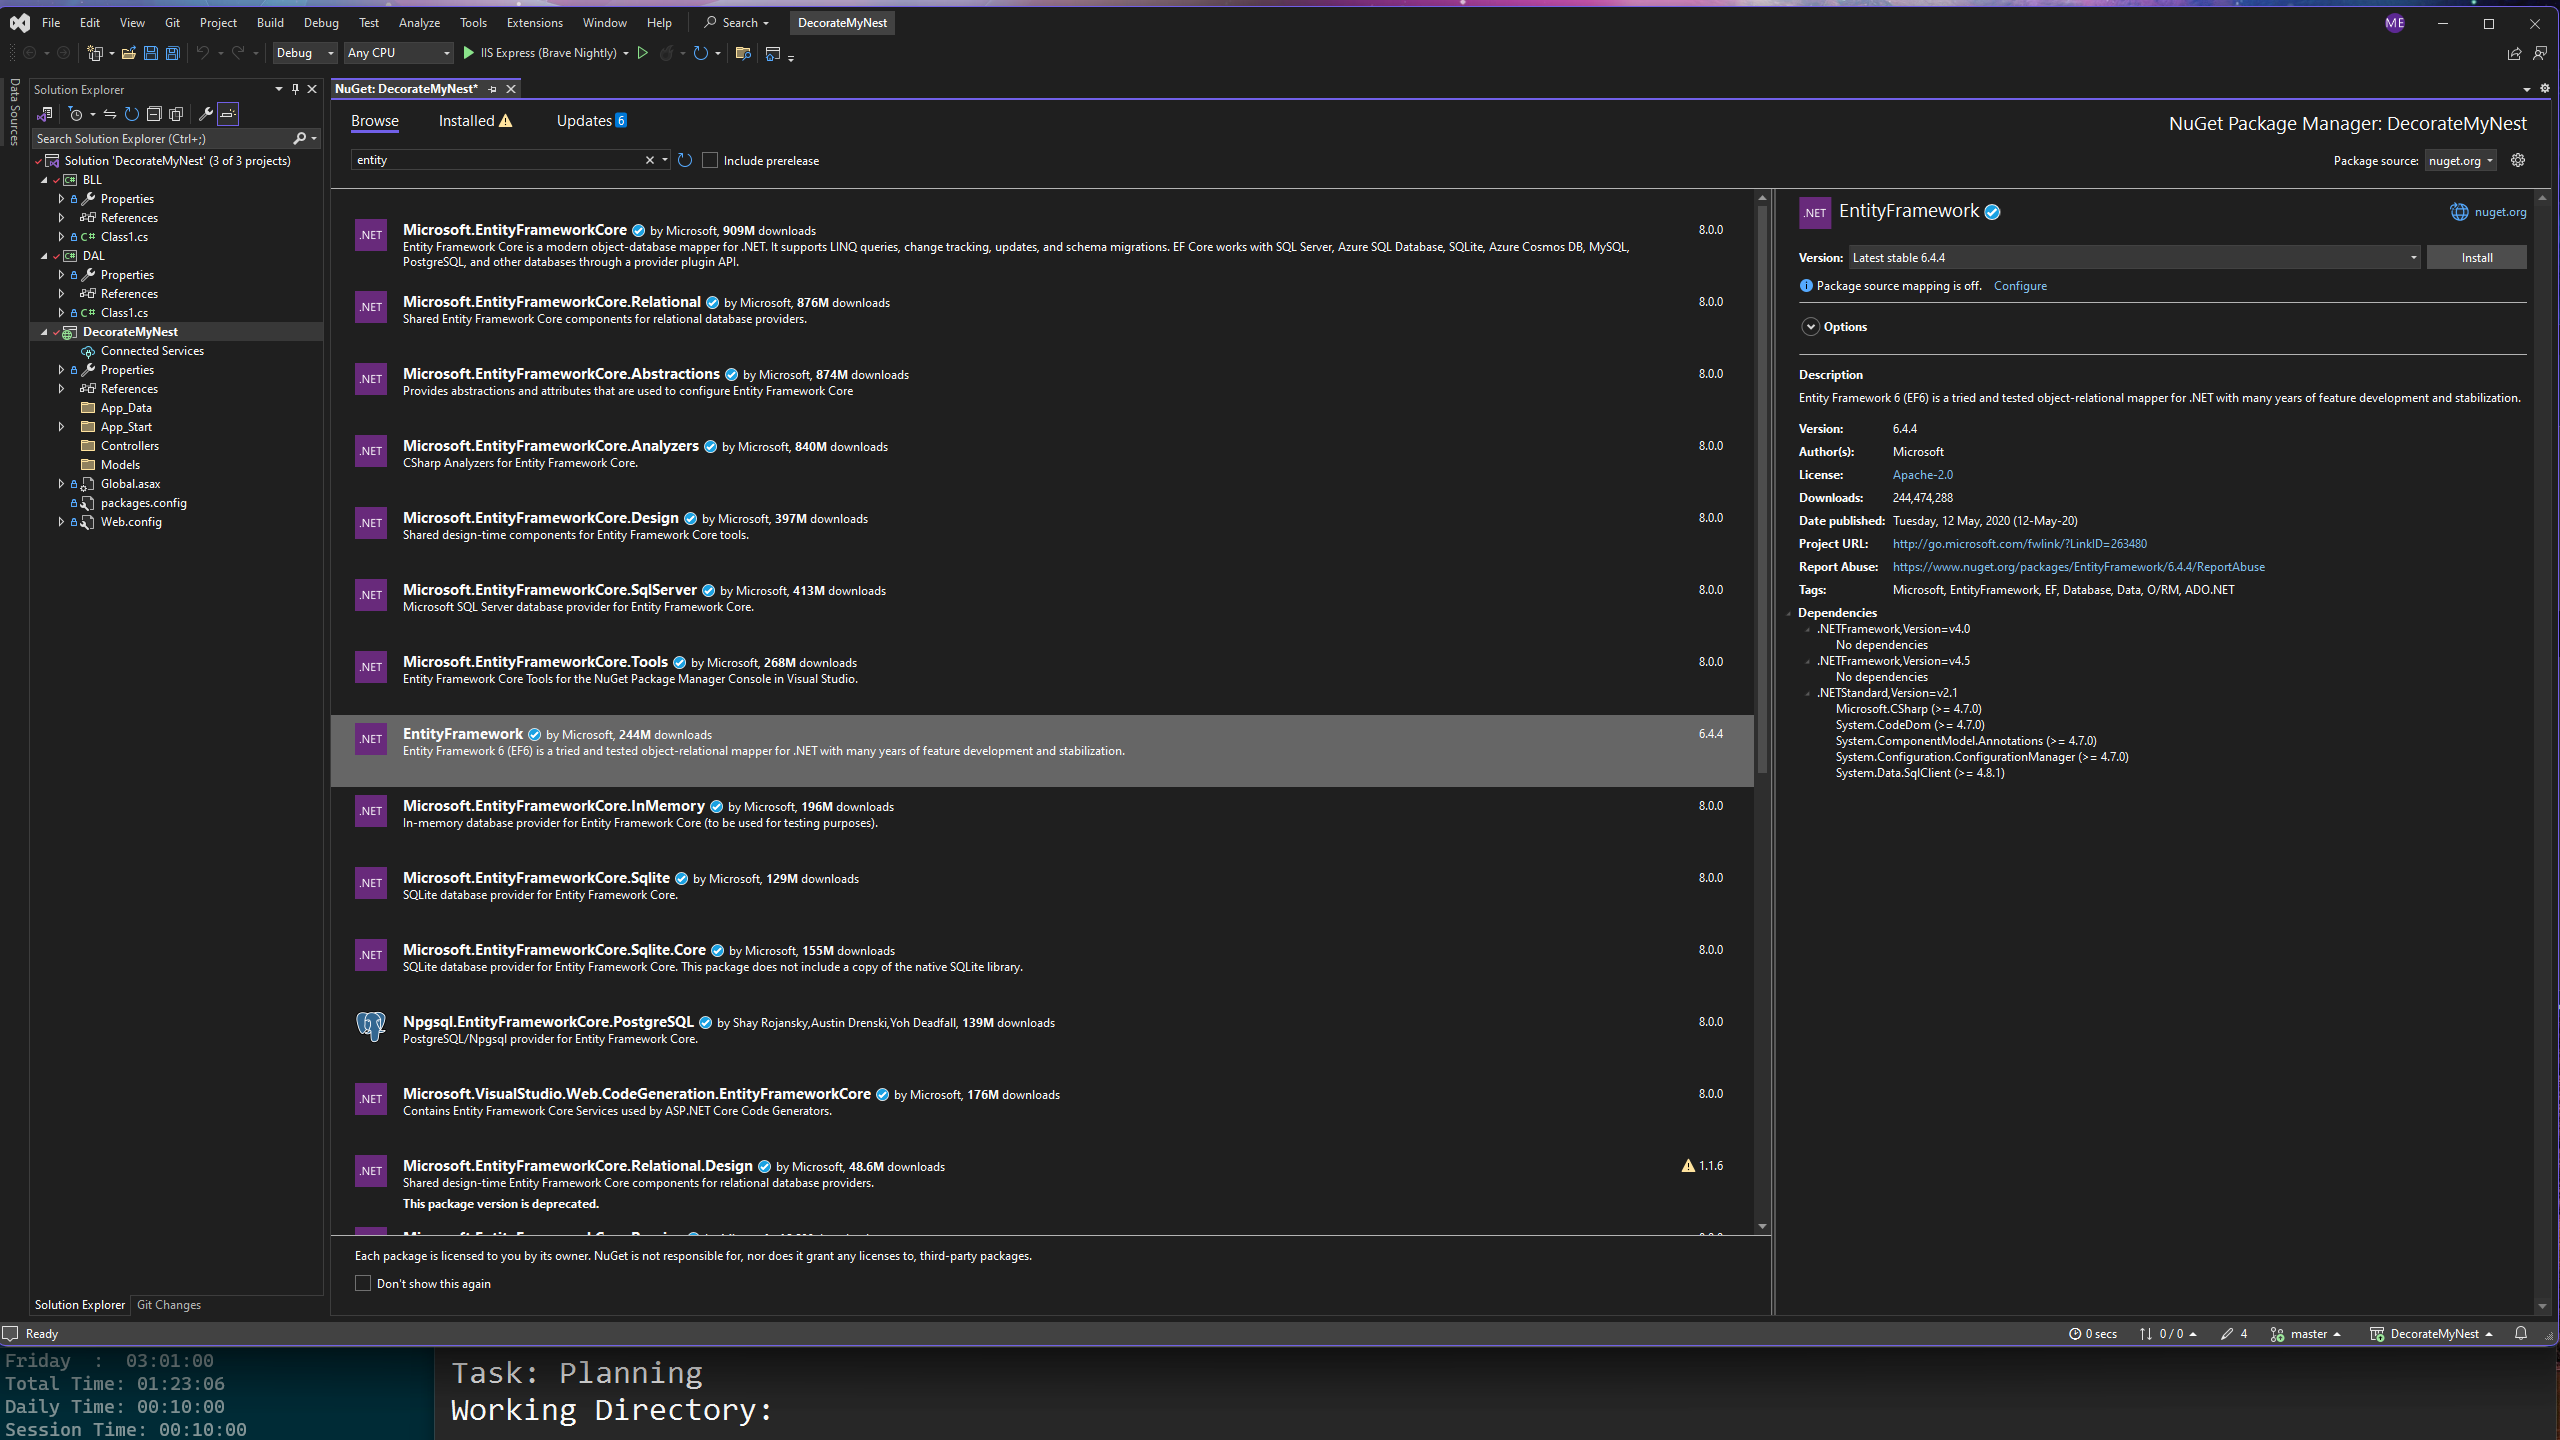 File Edit View Git Project Build Debug Test Analyze Tools Extensions Window Help Search DecorateMyNest ME
Debug Any CPU IIS Express (Brave Nightly)
Data Sources
Solution Explorer
Search Solution Explorer (Ctrl+;)
Solution 'DecorateMyNest' (3 of 3 projects)
BLL
Properties
References
C# Class1.cs
DAL
Properties
References
C# Class1.cs
DecorateMyNest
Connected Services
Properties
References
App_Data
App_Start
Controllers
Models
Global.asax
packages.config
Web.config
Solution Explorer Git Changes
NuGet: DecorateMyNest*
Browse Installed Updates 6
NuGet Package Manager: DecorateMyNest
entity Include prerelease
Package source: nuget.org
.NET Microsoft.EntityFrameworkCore by Microsoft, 909M downloads 8.0.0
Entity Framework Core is a modern object-database mapper for .NET. It supports LINQ queries, change tracking, updates, and schema migrations. EF Core works with SQL Server, Azure SQL Database, SQLite, Azure Cosmos DB, MySQL,
PostgreSQL, and other databases through a provider plugin API.
.NET Microsoft.EntityFrameworkCore.Relational by Microsoft, 876M downloads 8.0.0
Shared Entity Framework Core components for relational database providers.
.NET Microsoft.EntityFrameworkCore.Abstractions by Microsoft, 874M downloads 8.0.0
Provides abstractions and attributes that are used to configure Entity Framework Core
.NET Microsoft.EntityFrameworkCore.Analyzers by Microsoft, 840M downloads 8.0.0
CSharp Analyzers for Entity Framework Core.
.NET Microsoft.EntityFrameworkCore.Design by Microsoft, 397M downloads 8.0.0
Shared design-time components for Entity Framework Core tools.
.NET Microsoft.EntityFrameworkCore.SqlServer by Microsoft, 413M downloads 8.0.0
Microsoft SQL Server database provider for Entity Framework Core.
.NET Microsoft.EntityFrameworkCore.Tools by Microsoft, 268M downloads 8.0.0
Entity Framework Core Tools for the NuGet Package Manager Console in Visual Studio.
.NET EntityFramework by Microsoft, 244M downloads 6.4.4
Entity Framework 6 (EF6) is a tried and tested object-relational mapper for .NET with many years of feature development and stabilization.
.NET Microsoft.EntityFrameworkCore.InMemory by Microsoft, 196M downloads 8.0.0
In-memory database provider for Entity Framework Core (to be used for testing purposes).
.NET Microsoft.EntityFrameworkCore.Sqlite by Microsoft, 129M downloads 8.0.0
SQLite database provider for Entity Framework Core.
.NET Microsoft.EntityFrameworkCore.Sqlite.Core by Microsoft, 155M downloads 8.0.0
SQLite database provider for Entity Framework Core. This package does not include a copy of the native SQLite library.
Npgsql.EntityFrameworkCore.PostgreSQL by Shay Rojansky,Austin Drenski,Yoh Deadfall, 139M downloads 8.0.0
PostgreSQL/Npgsql provider for Entity Framework Core.
.NET Microsoft.VisualStudio.Web.CodeGeneration.EntityFrameworkCore by Microsoft, 176M downloads 8.0.0
Contains Entity Framework Core Services used by ASP.NET Core Code Generators.
.NET Microsoft.EntityFrameworkCore.Relational.Design by Microsoft, 48.6M downloads 1.1.6
Shared design-time Entity Framework Core components for relational database providers.
This package version is deprecated.
Each package is licensed to you by its owner. NuGet is not responsible for, nor does it grant any licenses to, third-party packages.
Don't show this again
.NET EntityFramework nuget.org
Version: Latest stable 6.4.4 Install
Package source mapping is off. Configure
Options
Description
Entity Framework 6 (EF6) is a tried and tested object-relational mapper for .NET with many years of feature development and stabilization.
Version: 6.4.4
Author(s): Microsoft
License: Apache-2.0
Downloads: 244,474,288
Date published: Tuesday, 12 May, 2020 (12-May-20)
Project URL: http://go.microsoft.com/fwlink/?LinkID=263480
Report Abuse: https://www.nuget.org/packages/EntityFramework/6.4.4/ReportAbuse
Tags: Microsoft, EntityFramework, EF, Database, Data, O/RM, ADO.NET
Dependencies
.NETFramework,Version=v4.0
No dependencies
.NETFramework,Version=v4.5
No dependencies
.NETStandard,Version=v2.1
Microsoft.CSharp (>= 4.7.0)
System.CodeDom (>= 4.7.0)
System.ComponentModel.Annotations (>= 4.7.0)
System.Configuration.ConfigurationManager (>= 4.7.0)
System.Data.SqlClient (>= 4.8.1)
Ready 0 secs 0 / 0 4 master DecorateMyNest
Friday : 03:01:00
Total Time: 01:23:06
Daily Time: 00:10:00
Session Time: 00:10:00
Task: Planning
Working Directory: